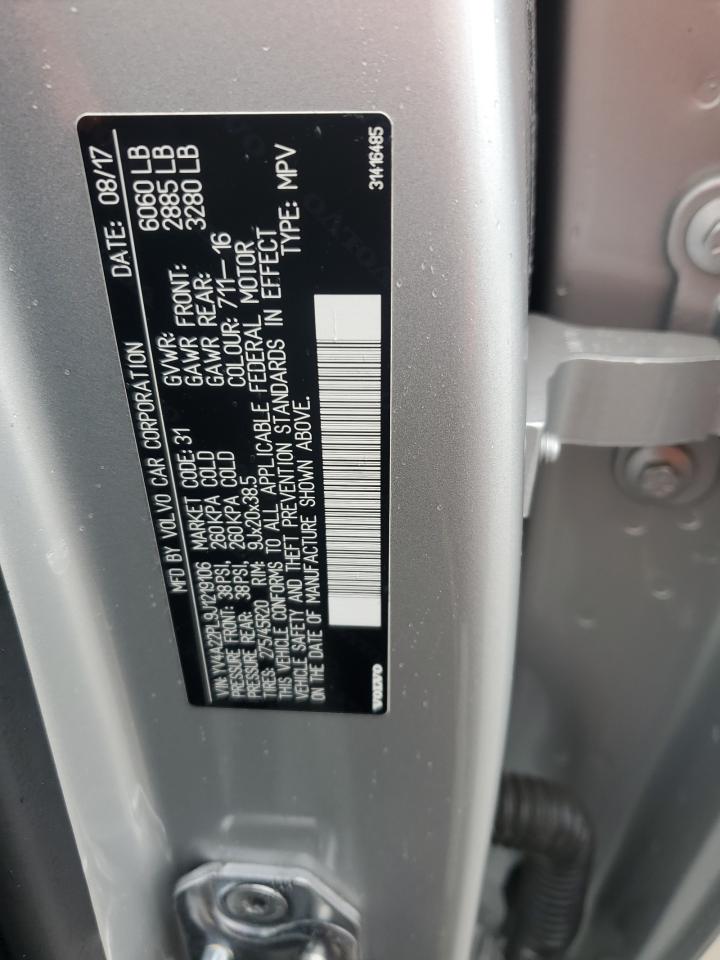 MFD BY VOLVO CAR CORPORATION DATE: 08/17
VIN: YV4A22PL9J1219106 MARKET CODE: 31 GVWR: 6060 LB
PRESSURE FRONT: 38PSI, 260KPA COLD GAWR FRONT: 2885 LB
PRESSURE REAR: 38PSI, 260KPA COLD GAWR REAR: 3280 LB
TIRES: 275/45R20 RIM: 9Jx20x38.5 COLOUR: 711-16
THIS VEHICLE CONFORMS TO ALL APPLICABLE FEDERAL MOTOR
VEHICLE SAFETY AND THEFT PREVENTION STANDARDS IN EFFECT
ON THE DATE OF MANUFACTURE SHOWN ABOVE. TYPE: MPV
VOLVO 31416485